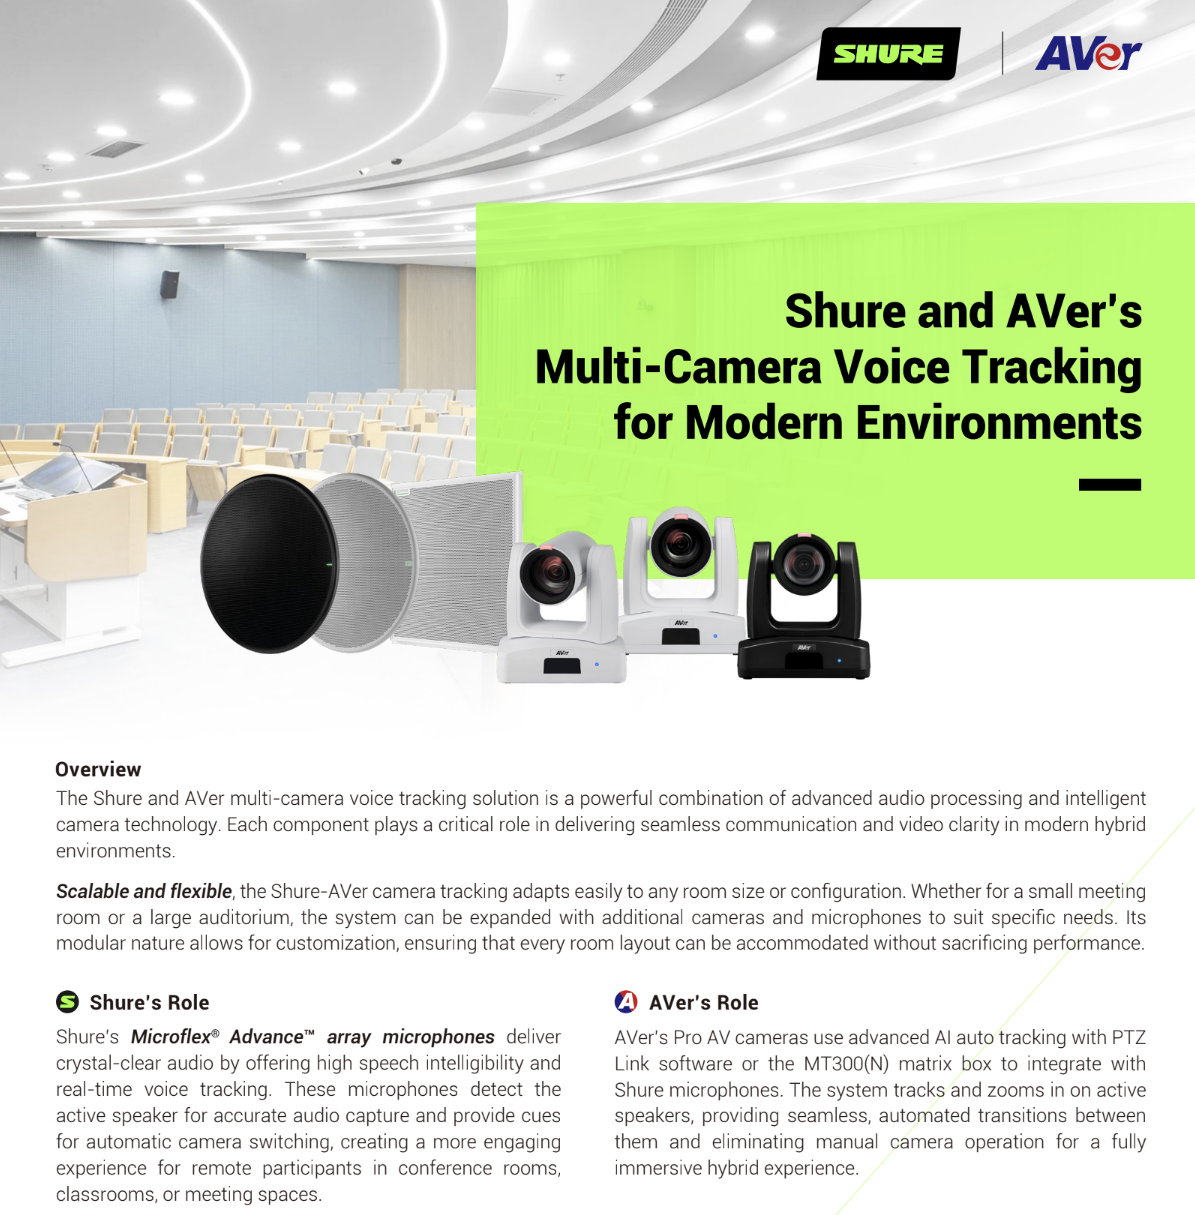 SHURE
AVer
Shure and AVer's
Multi-Camera Voice Tracking
for Modern Environments
AVer
AVer
AVer
Overview
The Shure and AVer multi-camera voice tracking solution is a powerful combination of advanced audio processing and intelligent
camera technology. Each component plays a critical role in delivering seamless communication and video clarity in modern hybrid
environments.
Scalable and flexible, the Shure-AVer camera tracking adapts easily to any room size or configuration. Whether for a small meeting
room or a large auditorium, the system can be expanded with additional cameras and microphones to suit specific needs. Its
modular nature allows for customization, ensuring that every room layout can be accommodated without sacrificing performance.
Shure's Role
Shure's Microflex® Advance™ array microphones deliver
crystal-clear audio by offering high speech intelligibility and
real-time voice tracking. These microphones detect the
active speaker for accurate audio capture and provide cues
for automatic camera switching, creating a more engaging
experience for remote participants in conference rooms,
classrooms, or meeting spaces.
AVer's Role
AVer's Pro AV cameras use advanced AI auto tracking with PTZ
Link software or the MT300(N) matrix box to integrate with
Shure microphones. The system tracks and zooms in on active
speakers, providing seamless, automated transitions between
them and eliminating manual camera operation for a fully
immersive hybrid experience.